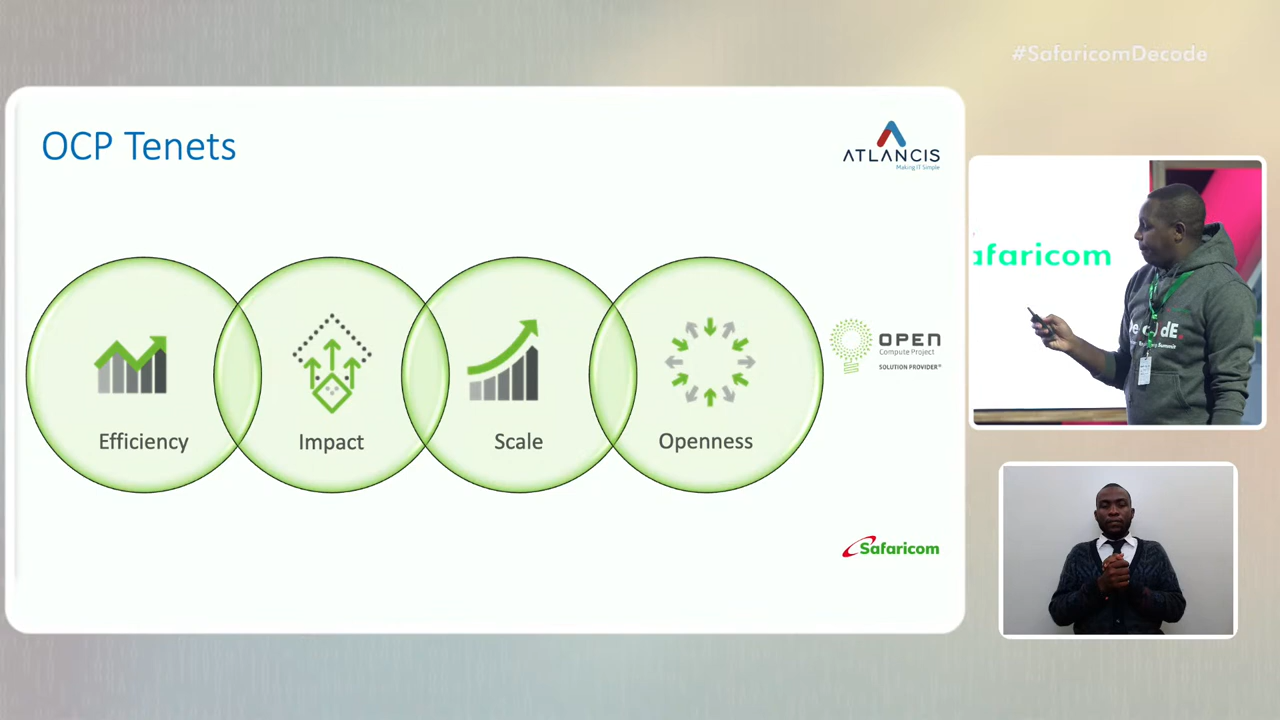 #SafaricomDecade
OCP Tenets
ATLANCIS
Making IT Simple
Efficiency
Impact
Scale
Openness
OPEN
Compute Project
SOLUTION PROVIDER®
Safaricom
afaricom